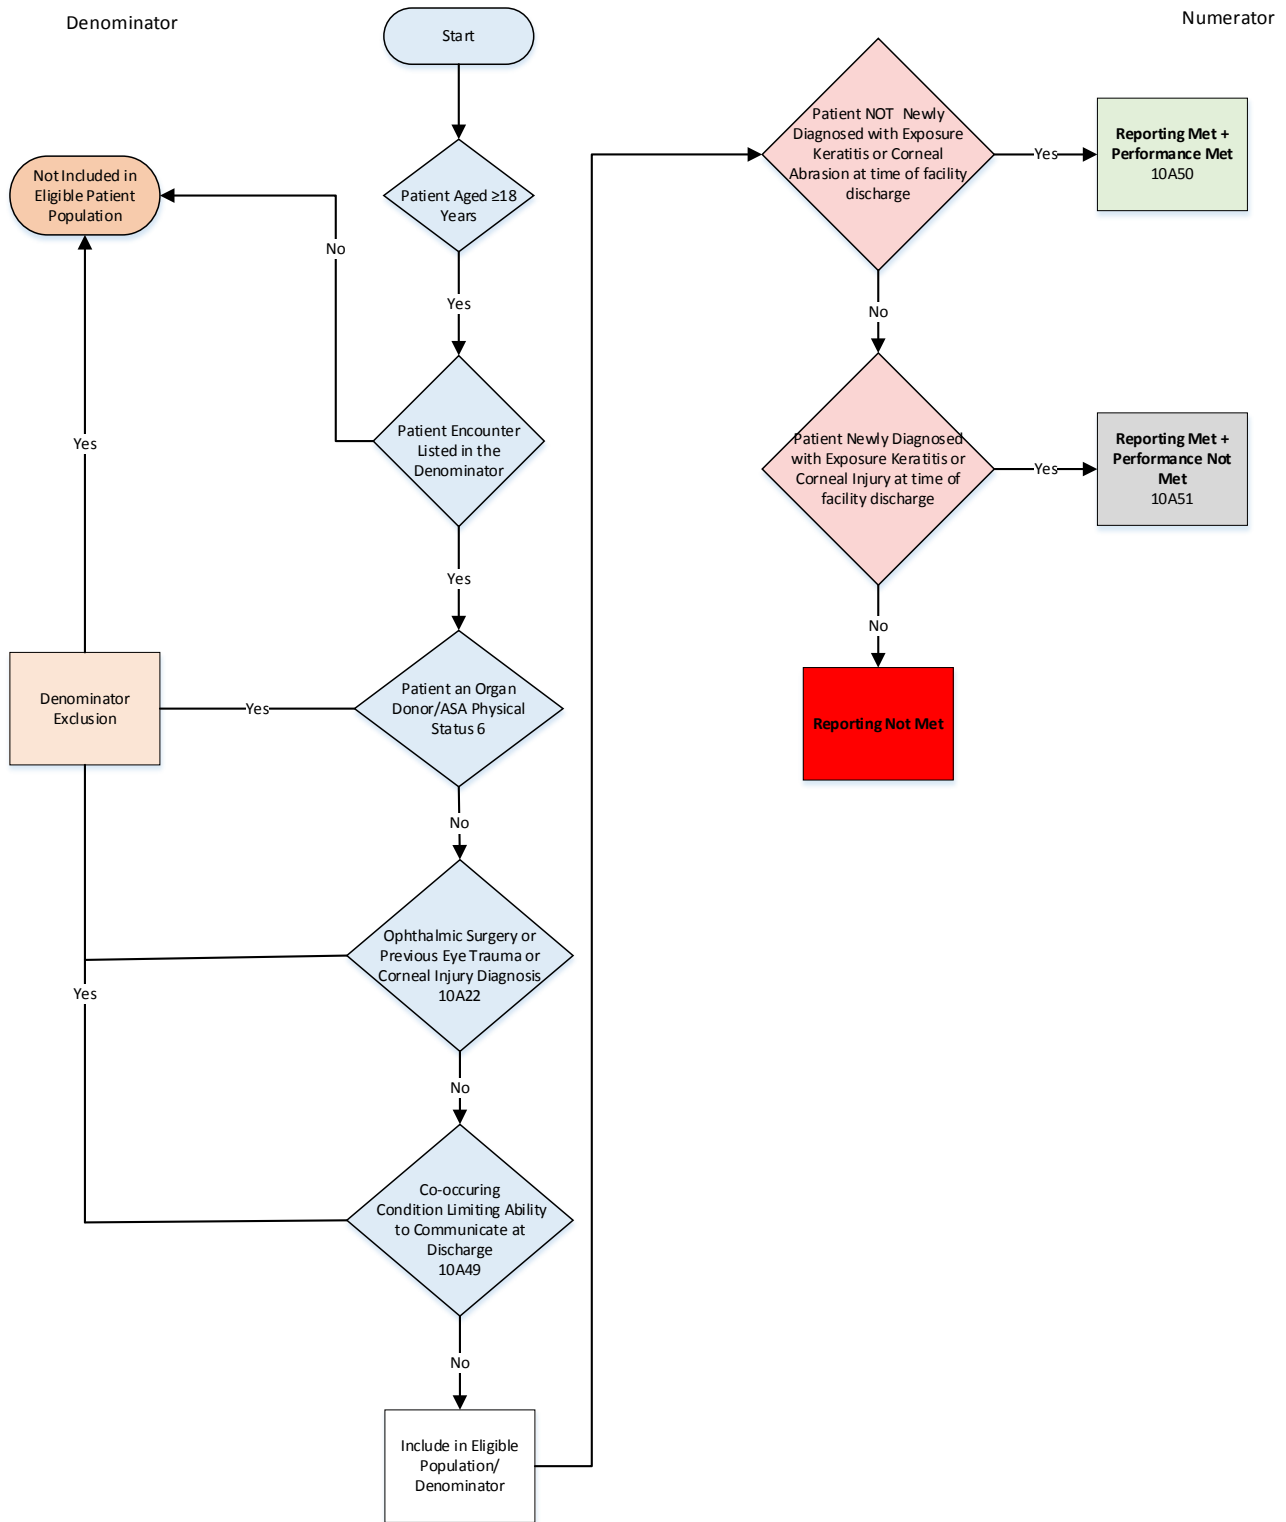 Denominator
Numerator
Start
Patient Aged ≥18
Years
Not Included in
Eligible Patient
Population
No
Yes
Patient Encounter
Listed in the
Denominator
Yes
Yes
Patient an Organ
Donor/ASA Physical
Status 6
Yes
Denominator
Exclusion
No
Ophthalmic Surgery or
Previous Eye Trauma or
Corneal Injury Diagnosis
10A22
Yes
No
Co-occuring
Condition Limiting Ability
to Communicate at
Discharge
10A49
No
Include in Eligible
Population/
Denominator
Patient NOT Newly
Diagnosed with Exposure
Keratitis or Corneal
Abrasion at time of facility
discharge
Yes
Reporting Met +
Performance Met
10A50
No
Patient Newly Diagnosed
with Exposure Keratitis or
Corneal Injury at time of
facility discharge
Yes
Reporting Met +
Performance Not
Met
10A51
No
Reporting Not Met